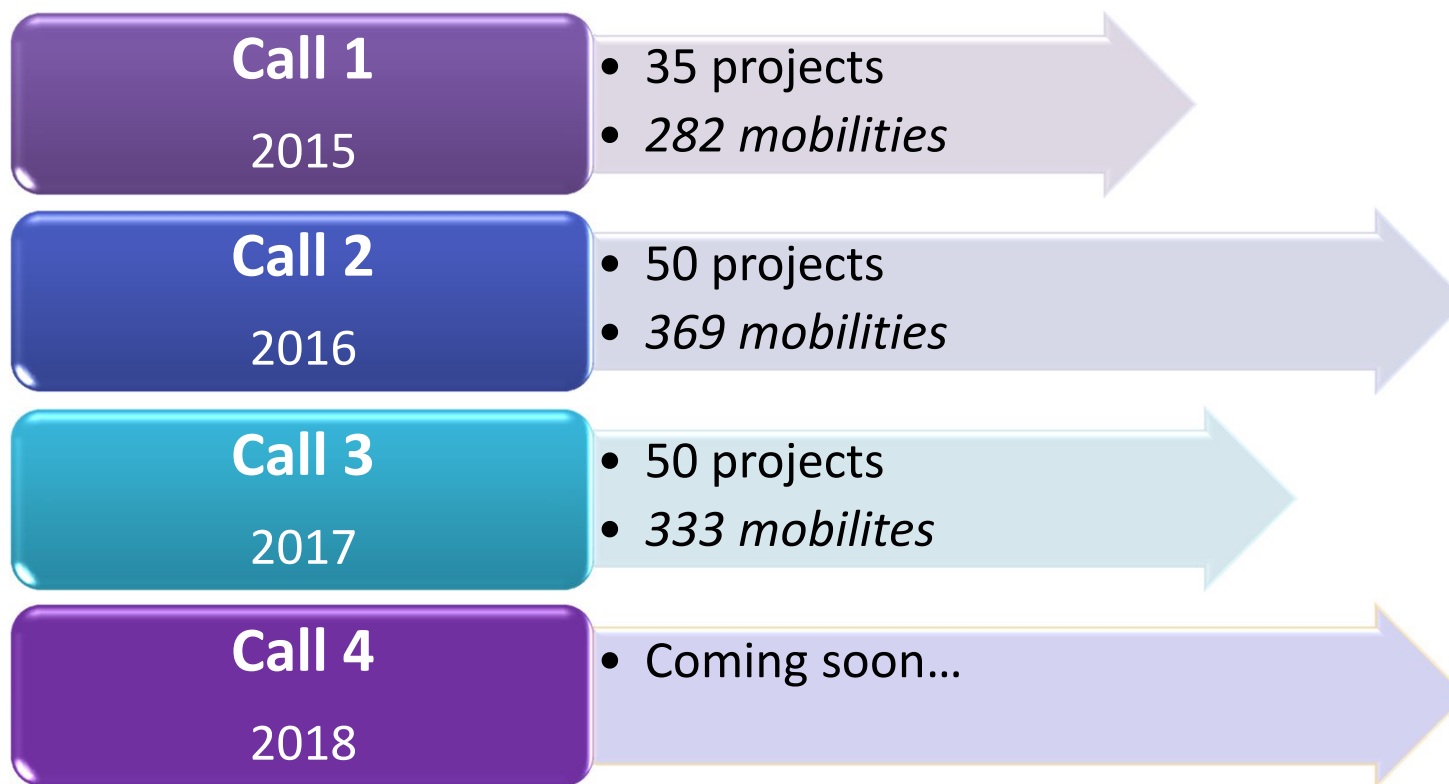 Call 1
2015
• 35 projects
• 282 mobilities
Call 2
2016
• 50 projects
• 369 mobilities
Call 3
2017
• 50 projects
• 333 mobilites
Call 4
2018
• Coming soon…